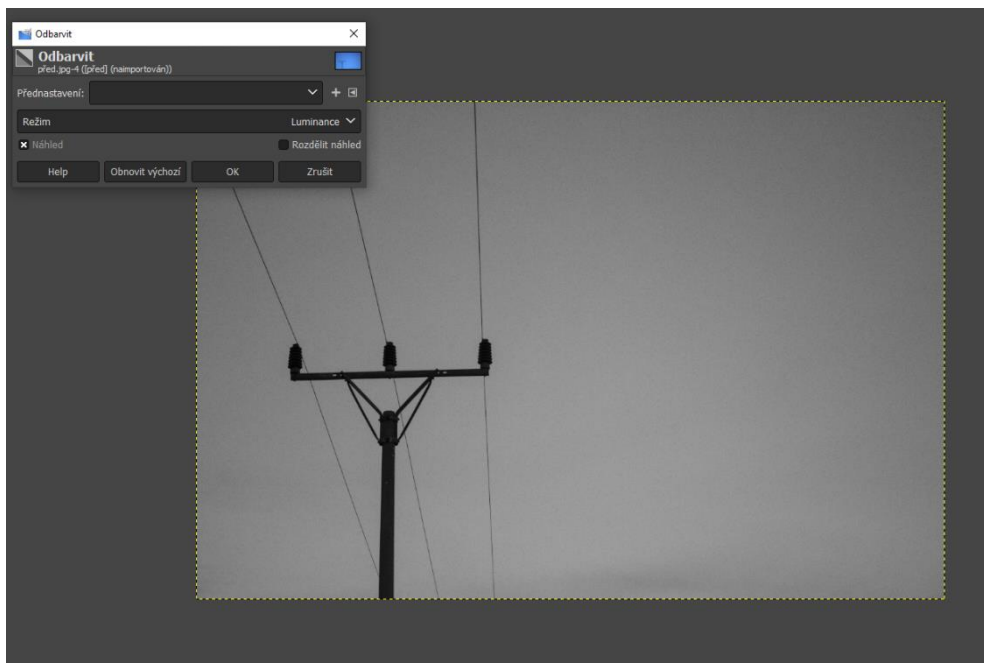 Odbarvit
Odbarvit
před.jpg-4 ([před] (naimportován))
Přednastavení:
Režim Luminance
Náhled Rozdělit náhled
Help Obnovit výchozí OK Zrušit